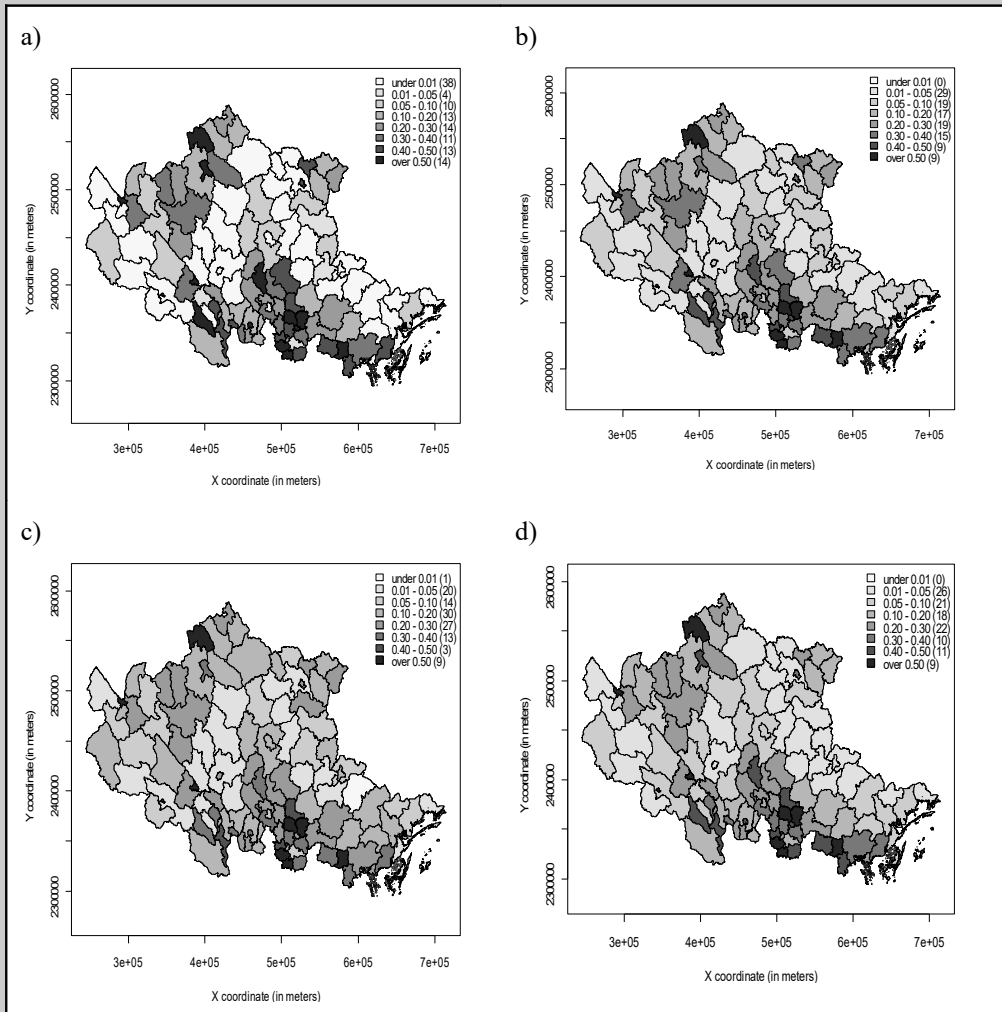 a)
under 0.01 (38)
0.01 - 0.05 (4)
0.05 - 0.10 (10)
0.10 - 0.20 (13)
0.20 - 0.30 (14)
0.30 - 0.40 (11)
0.40 - 0.50 (13)
over 0.50 (14)
Y coordinate (in meters)
2600000
2500000
2400000
2300000
3e+05 4e+05 5e+05 6e+05 7e+05
X coordinate (in meters)
b)
under 0.01 (0)
0.01 - 0.05 (29)
0.05 - 0.10 (19)
0.10 - 0.20 (17)
0.20 - 0.30 (19)
0.30 - 0.40 (15)
0.40 - 0.50 (9)
over 0.50 (9)
Y coordinate (in meters)
2600000
2500000
2400000
2300000
3e+05 4e+05 5e+05 6e+05 7e+05
X coordinate (in meters)
c)
under 0.01 (1)
0.01 - 0.05 (20)
0.05 - 0.10 (14)
0.10 - 0.20 (30)
0.20 - 0.30 (27)
0.30 - 0.40 (13)
0.40 - 0.50 (3)
over 0.50 (9)
Y coordinate (in meters)
2600000
2500000
2400000
2300000
3e+05 4e+05 5e+05 6e+05 7e+05
X coordinate (in meters)
d)
under 0.01 (0)
0.01 - 0.05 (26)
0.05 - 0.10 (21)
0.10 - 0.20 (18)
0.20 - 0.30 (22)
0.30 - 0.40 (10)
0.40 - 0.50 (11)
over 0.50 (9)
Y coordinate (in meters)
2600000
2500000
2400000
2300000
3e+05 4e+05 5e+05 6e+05 7e+05
X coordinate (in meters)